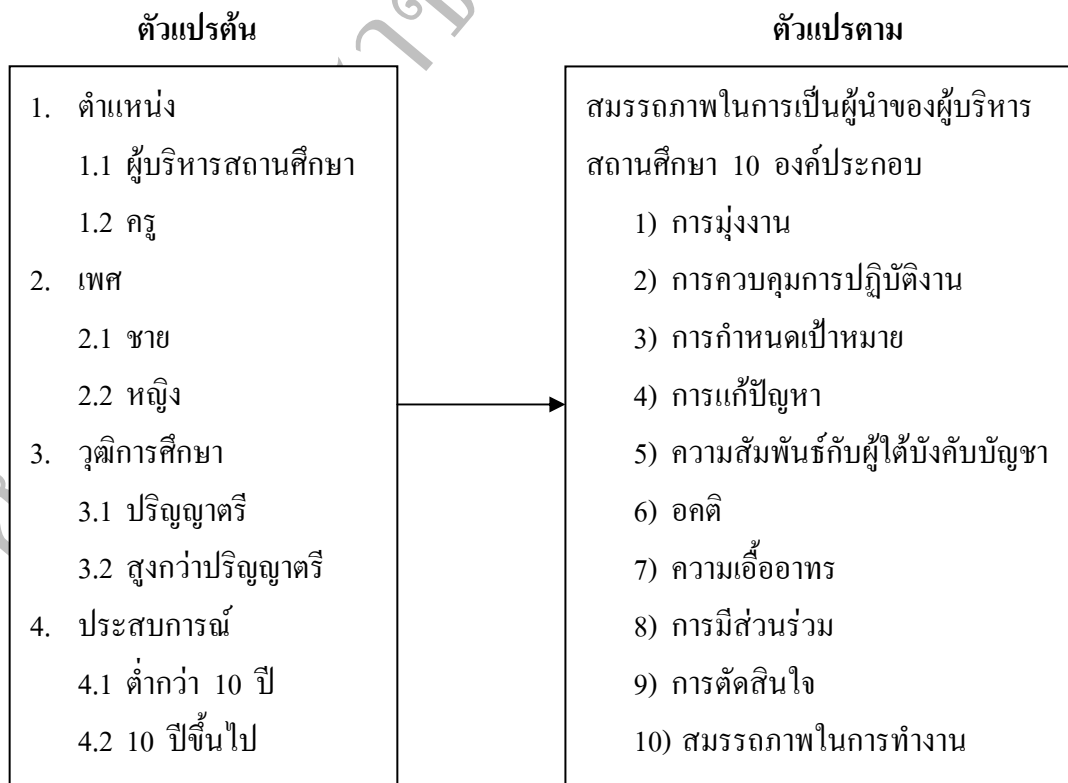 ตัวแปรต้น
1. ตำแหน่ง
1.1 ผู้บริหารสถานศึกษา
1.2 ครู
2. เพศ
2.1 ชาย
2.2 หญิง
3. วุฒิการศึกษา
3.1 ปริญญาตรี
3.2 สูงกว่าปริญญาตรี
4. ประสบการณ์
4.1 ต่ำกว่า 10 ปี
4.2 10 ปีขึ้นไป
ตัวแปรตาม
สมรรถภาพในการเป็นผู้นำของผู้บริหาร
สถานศึกษา 10 องค์ประกอบ
1) การมุ่งงาน
2) การควบคุมการปฏิบัติงาน
3) การกำหนดเป้าหมาย
4) การแก้ปัญหา
5) ความสัมพันธ์กับผู้ใต้บังคับบัญชา
6) อคติ
7) ความเอื้ออาทร
8) การมีส่วนร่วม
9) การตัดสินใจ
10) สมรรถภาพในการทำงาน